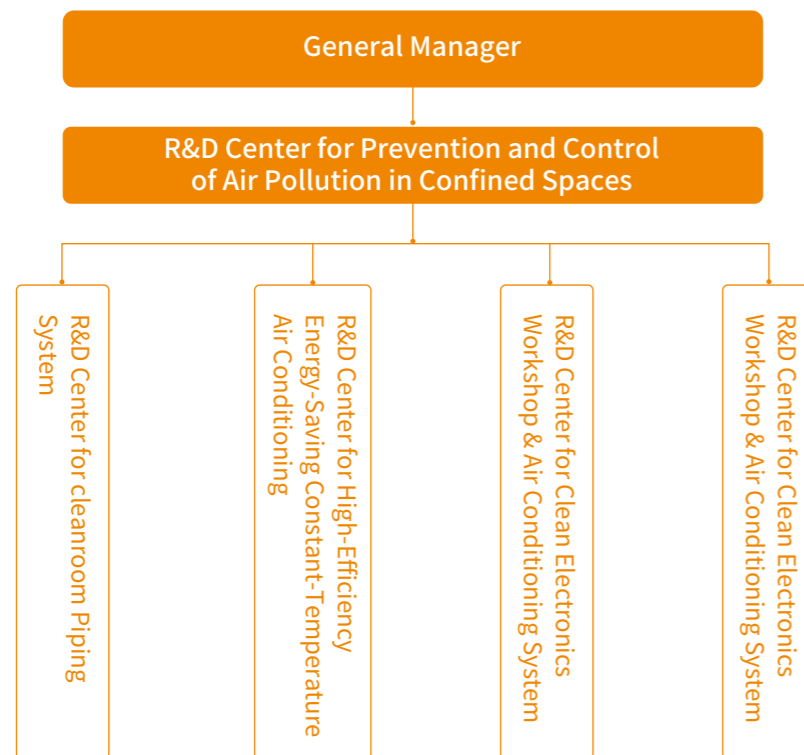 General Manager
R&D Center for Prevention and Control
of Air Pollution in Confined Spaces
R&D Center for cleanroom Piping
System
R&D Center for High-Efficiency
Energy-Saving Constant-Temperature
Air Conditioning
R&D Center for Clean Electronics
Workshop & Air Conditioning System
R&D Center for Clean Electronics
Workshop & Air Conditioning System